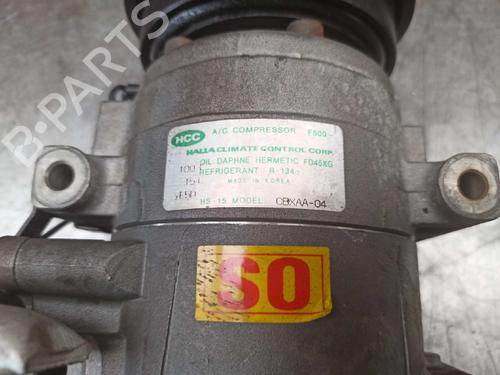 HCC A/C COMPRESSOR F500-
HALLA CLIMATE CONTROL CORP.
OIL:DAPHNE HERMETIC FD46XG
REFRIGERANT : R-134a
MADE IN KOREA
HS-15 MODEL CBXAA-04
SO
B-PARTS